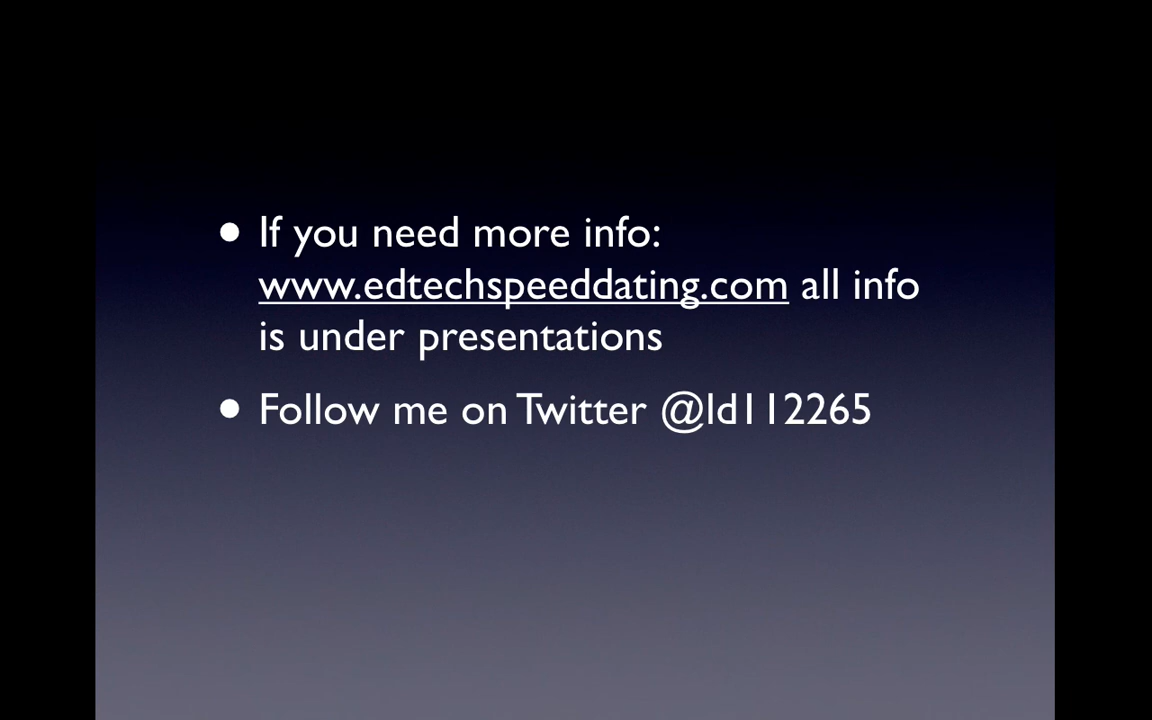 • If you need more info:
www.edtechspeeddating.com all info
is under presentations
• Follow me on Twitter @ld112265